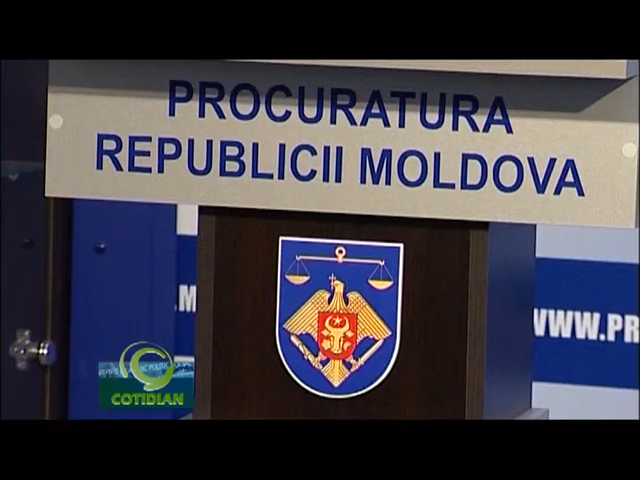 PROCURATURA
REPUBLICII MOLDOVA
.M
WWW.PR
COTIDIAN